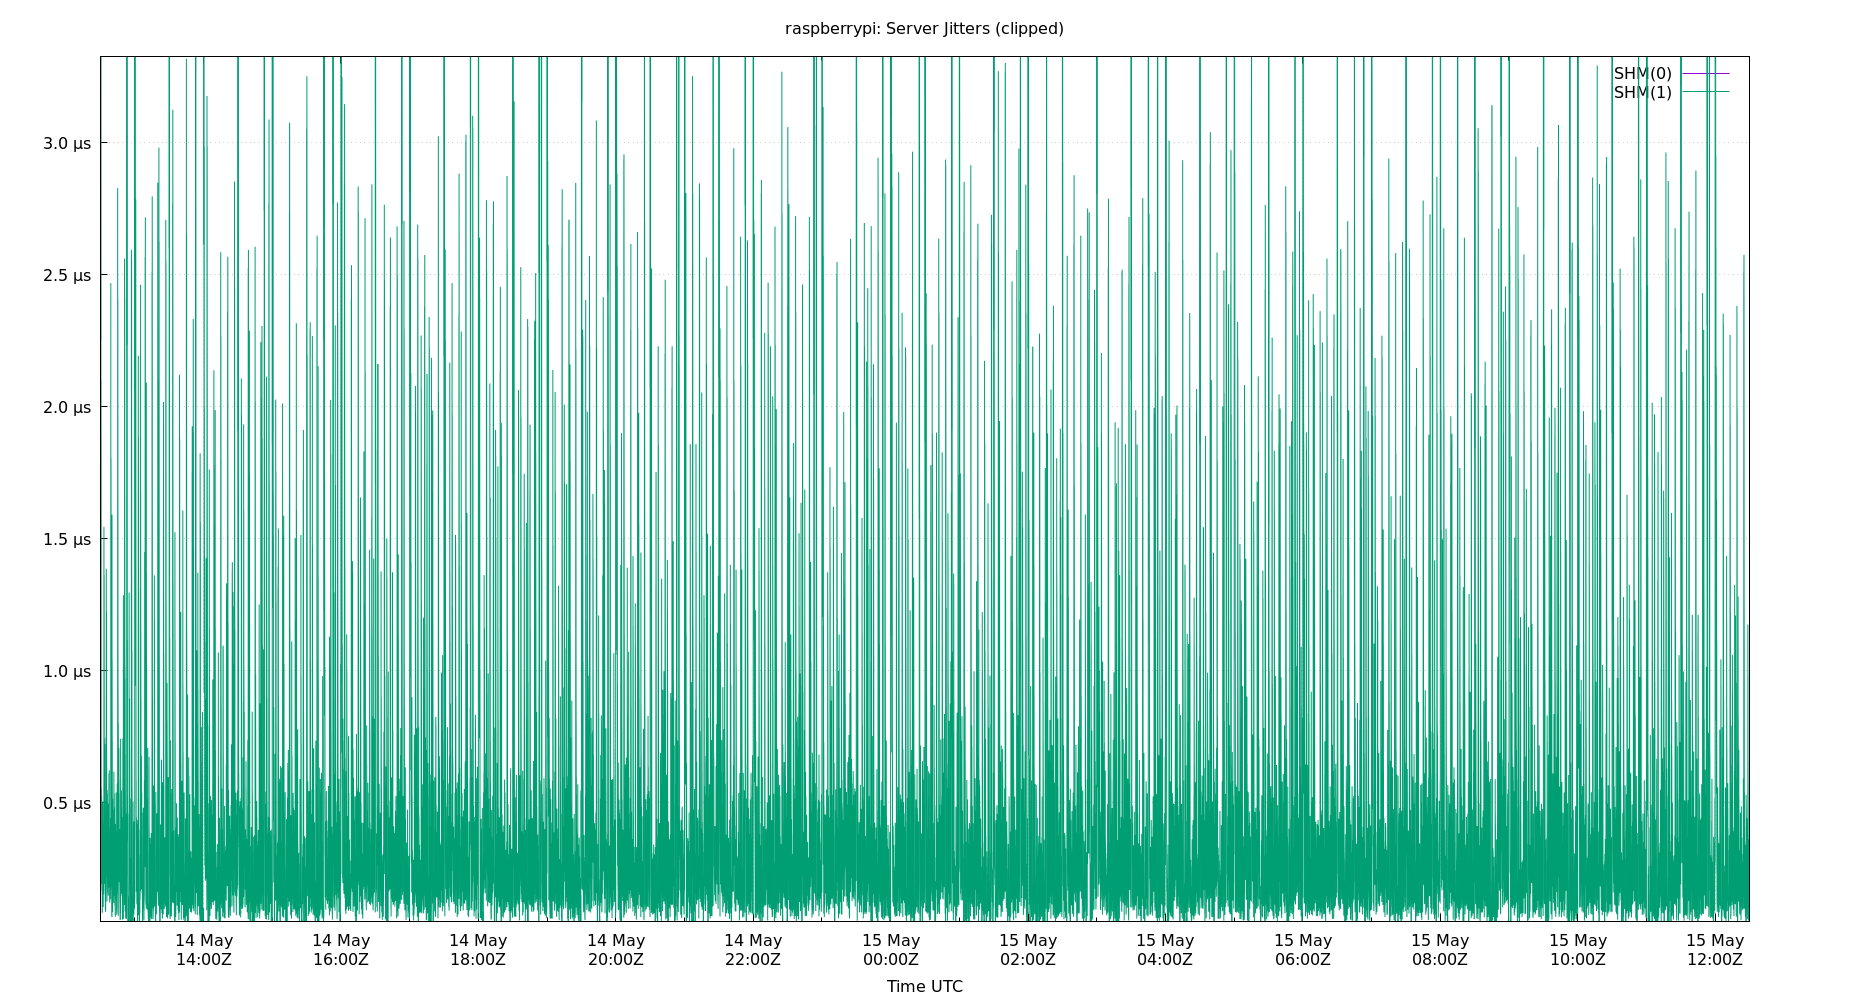 raspberrypi: Server Jitters (clipped)
SHM(0)
SHM(1)
3.0 µs
2.5 µs
2.0 µs
1.5 µs
1.0 µs
0.5 µs
14 May 14 May 14 May 14 May 14 May 15 May 15 May 15 May 15 May 15 May 15 May 15 May
14:00Z 16:00Z 18:00Z 20:00Z 22:00Z 00:00Z 02:00Z 04:00Z 06:00Z 08:00Z 10:00Z 12:00Z
Time UTC